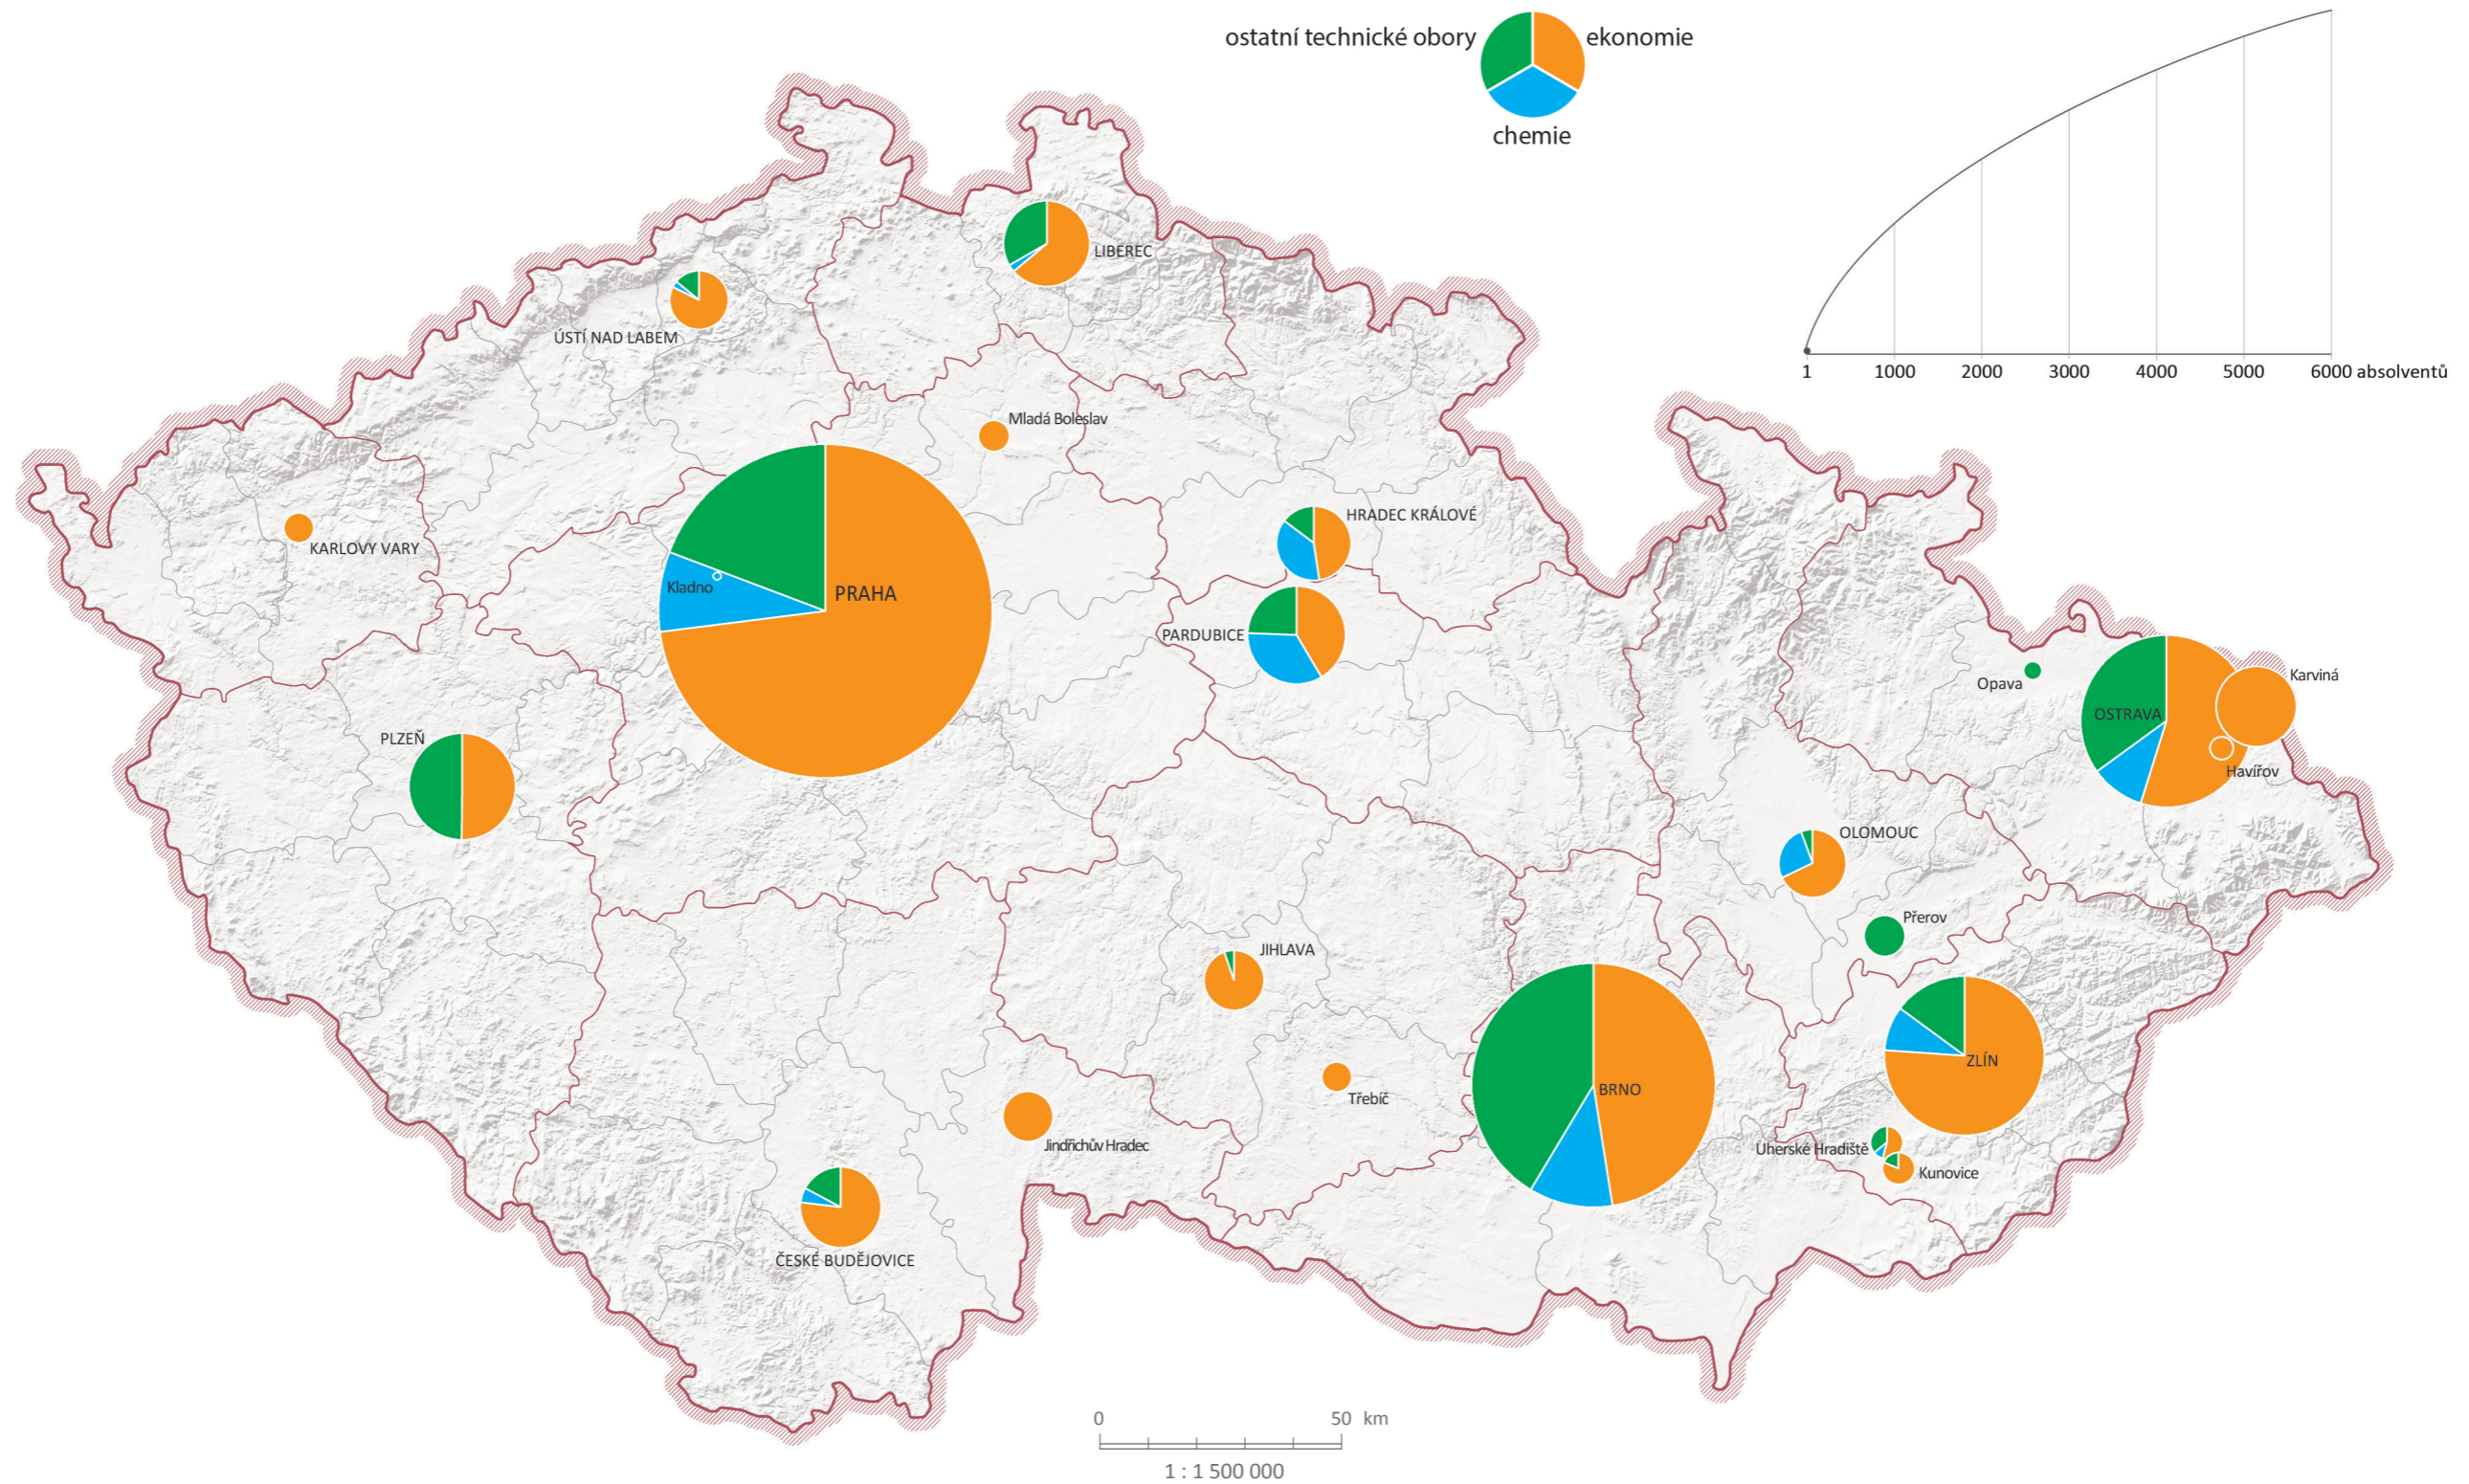 ostatní technické obory
ekonomie
chemie
1 1000 2000 3000 4000 5000 6000 absolventů
LIBEREC
ÚSTÍ NAD LABEM
Mladá Boleslav
HRADEC KRÁLOVÉ
KARLOVY VARY
Kladno
PRAHA
PARDUBICE
Karviná
Opava
OSTRAVA
PLZEŇ
Havířov
OLOMOUC
Přerov
JIHLAVA
ZLÍN
BRNO
Třebíč
Jindřichův Hradec
Uherské Hradiště
Kunovice
ČESKÉ BUDĚJOVICE
0 50 km
1 : 1 500 000